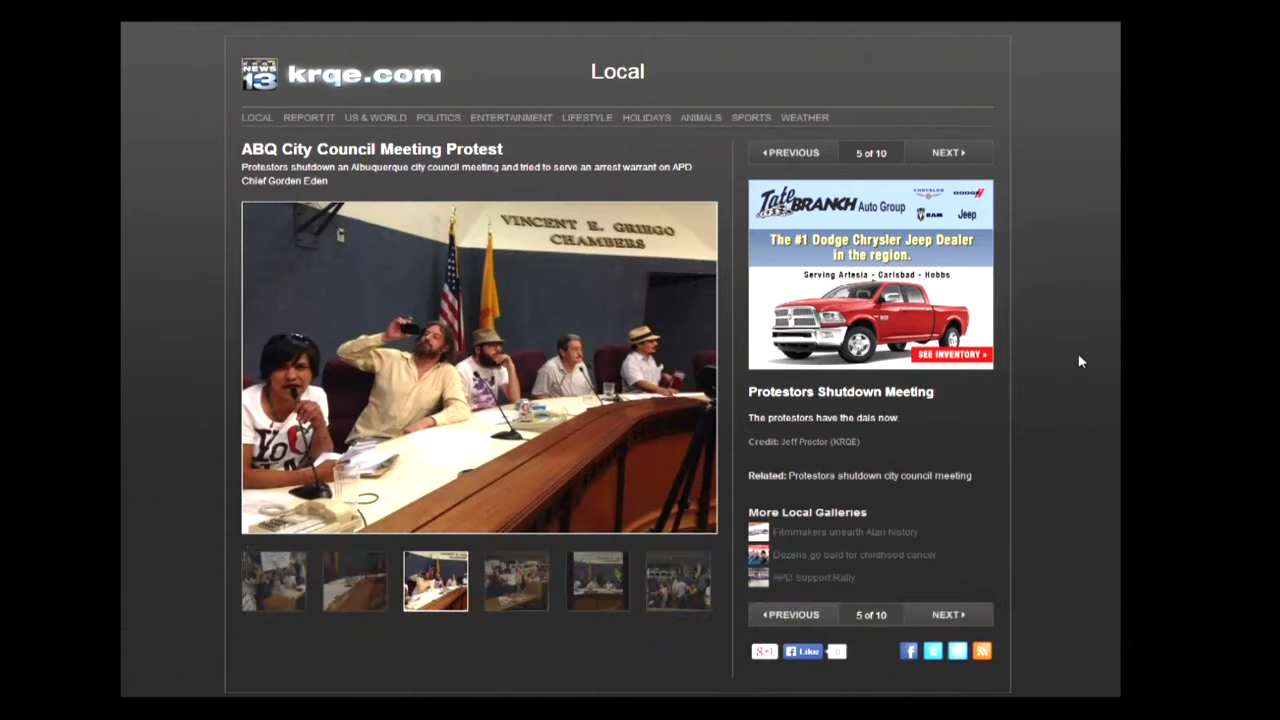 NEWS 13 krqe.com
Local
LOCAL REPORT IT US & WORLD POLITICS ENTERTAINMENT LIFESTYLE HOLIDAYS ANIMALS SPORTS WEATHER
ABQ City Council Meeting Protest
Protestors shutdown an Albuquerque city council meeting and tried to serve an arrest warrant on APD
Chief Gorden Eden
VINCENT E. GRIEGO
CHAMBERS
PREVIOUS 5 of 10 NEXT
Tate BRANCH Auto Group
CHRYSLER DODGE
RAM Jeep
The #1 Dodge Chrysler Jeep Dealer
in the region.
Serving Artesia - Carlsbad - Hobbs
SEE INVENTORY »
Protestors Shutdown Meeting
The protestors have the dais now.
Credit: Jeff Proctor (KRQE)
Related: Protestors shutdown city council meeting
More Local Galleries
Filmmakers unearth Atari history
Dozens go bald for childhood cancer
APD Support Rally
PREVIOUS 5 of 10 NEXT
g+1 Like 0